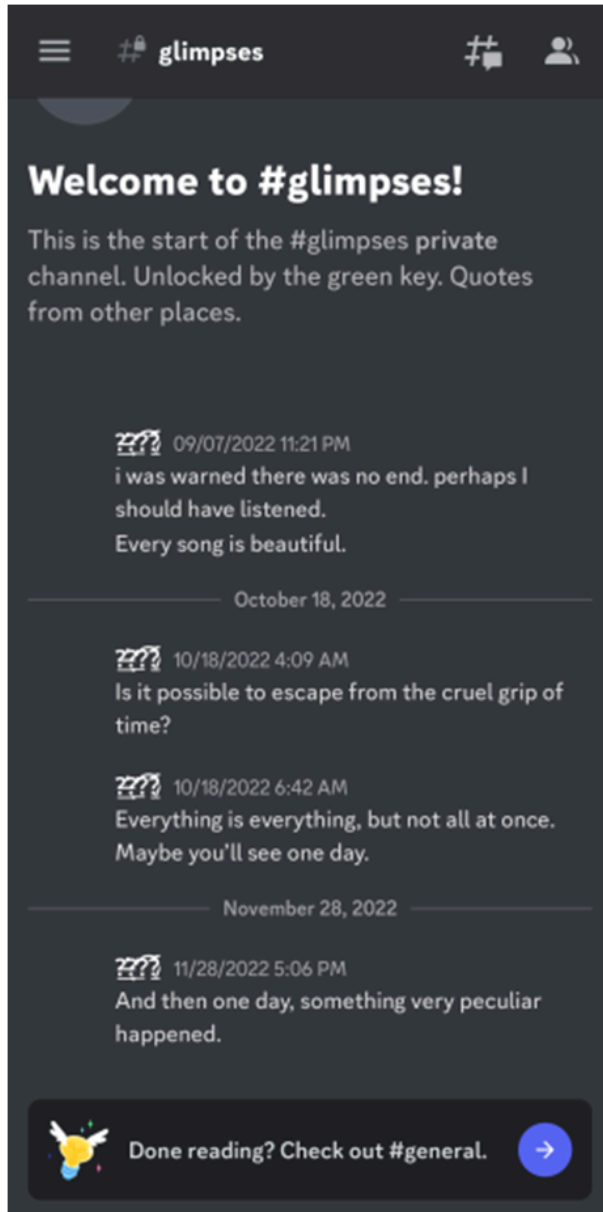 glimpses
Welcome to #glimpses!
This is the start of the #glimpses private
channel. Unlocked by the green key. Quotes
from other places.
???? 09/07/2022 11:21 PM
i was warned there was no end. perhaps I
should have listened.
Every song is beautiful.
October 18, 2022
???? 10/18/2022 4:09 AM
Is it possible to escape from the cruel grip of
time?
???? 10/18/2022 6:42 AM
Everything is everything, but not all at once.
Maybe you'll see one day.
November 28, 2022
???? 11/28/2022 5:06 PM
And then one day, something very peculiar
happened.
Done reading? Check out #general.